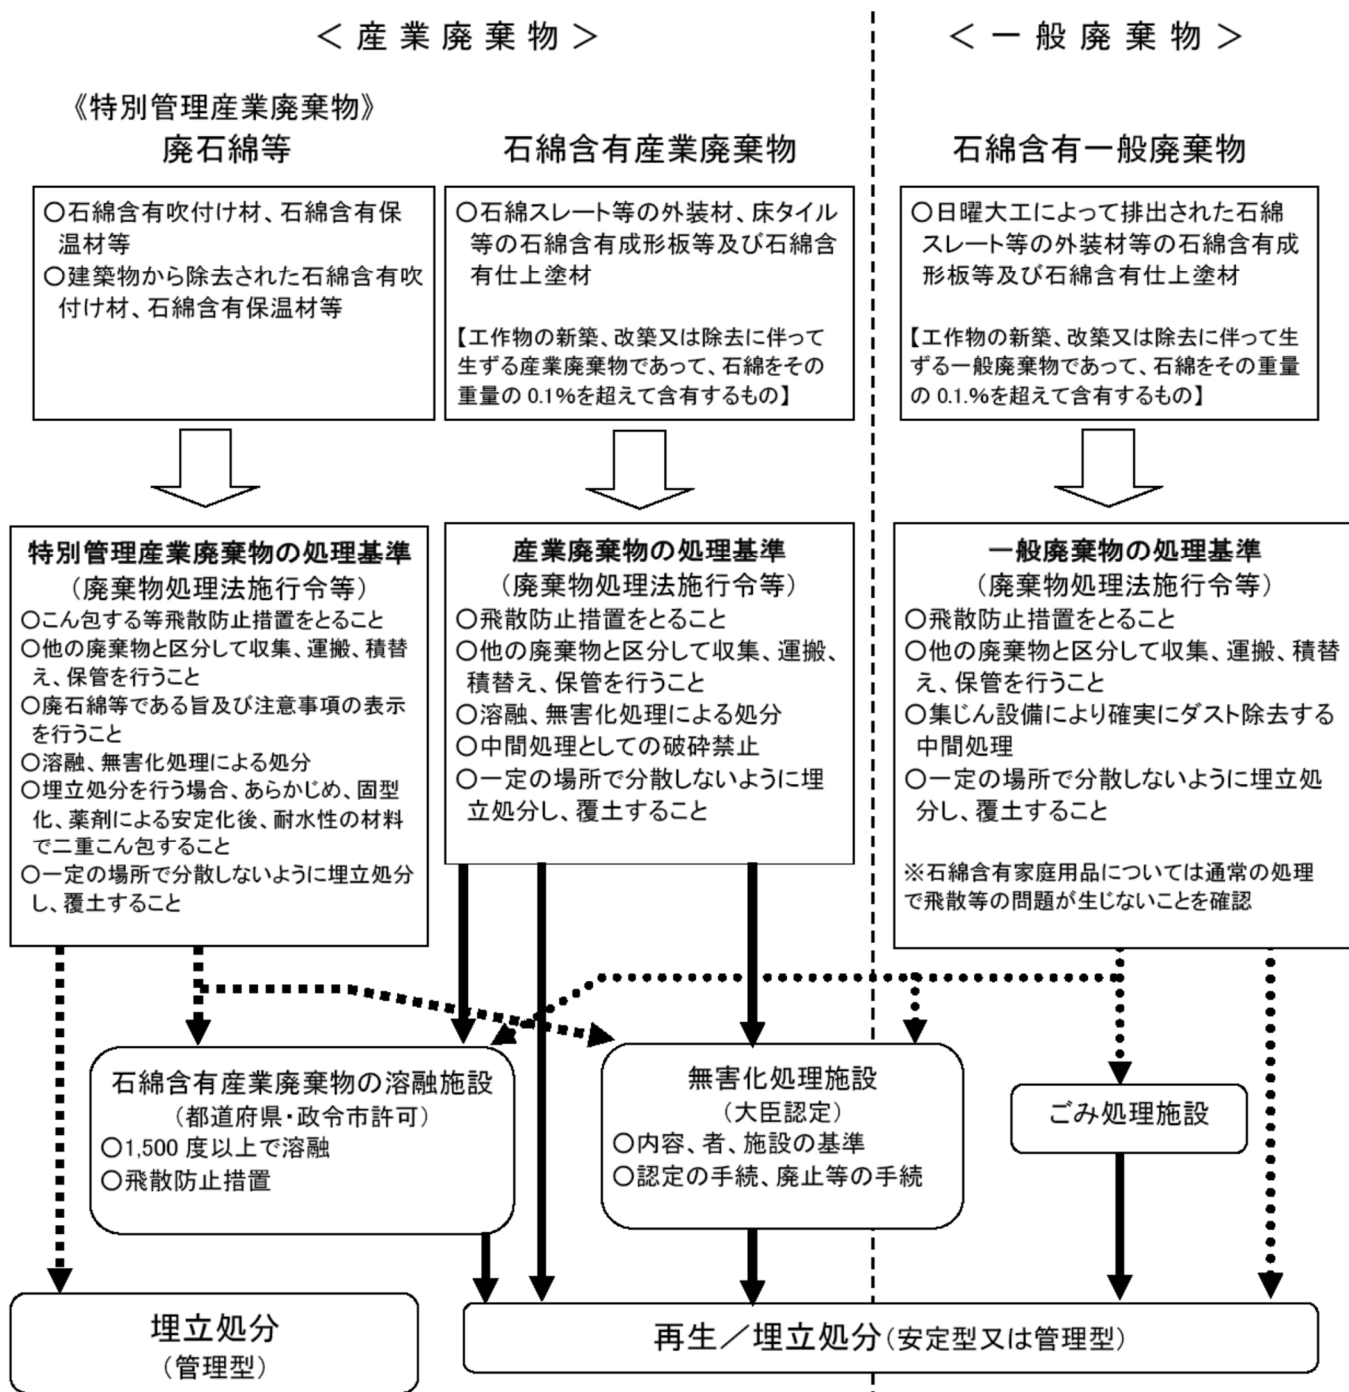 ＜産業廃棄物＞
＜一般廃棄物＞
《特別管理産業廃棄物》
廃石綿等
○石綿含有吹付け材、石綿含有保
温材等
○建築物から除去された石綿含有吹
付け材、石綿含有保温材等
石綿含有産業廃棄物
○石綿スレート等の外装材、床タイル
等の石綿含有成形板等及び石綿含
有仕上塗材
【工作物の新築、改築又は除去に伴って
生ずる産業廃棄物であって、石綿をその
重量の 0.1%を超えて含有するもの】
石綿含有一般廃棄物
○日曜大工によって排出された石綿
スレート等の外装材等の石綿含有成
形板等及び石綿含有仕上塗材
【工作物の新築、改築又は除去に伴って生
ずる一般廃棄物であって、石綿をその重量
の 0.1.%を超えて含有するもの】
特別管理産業廃棄物の処理基準
（廃棄物処理法施行令等）
○こん包する等飛散防止措置をとること
○他の廃棄物と区分して収集、運搬、積替
え、保管を行うこと
○廃石綿等である旨及び注意事項の表示
を行うこと
○溶融、無害化処理による処分
○埋立処分を行う場合、あらかじめ、固型
化、薬剤による安定化後、耐水性の材料
で二重こん包すること
○一定の場所で分散しないように埋立処分
し、覆土すること
産業廃棄物の処理基準
（廃棄物処理法施行令等）
○飛散防止措置をとること
○他の廃棄物と区分して収集、運搬、
積替え、保管を行うこと
○溶融、無害化処理による処分
○中間処理としての破砕禁止
○一定の場所で分散しないように埋
立処分し、覆土すること
一般廃棄物の処理基準
（廃棄物処理法施行令等）
○飛散防止措置をとること
○他の廃棄物と区分して収集、運搬、積替
え、保管を行うこと
○集じん設備により確実にダスト除去する
中間処理
○一定の場所で分散しないように埋立処
分し、覆土すること
※石綿含有家庭用品については通常の処理
で飛散等の問題が生じないことを確認
石綿含有産業廃棄物の溶融施設
（都道府県・政令市許可）
○1,500 度以上で溶融
○飛散防止措置
無害化処理施設
（大臣認定）
○内容、者、施設の基準
○認定の手続、廃止等の手続
ごみ処理施設
埋立処分
（管理型）
再生／埋立処分（安定型又は管理型）